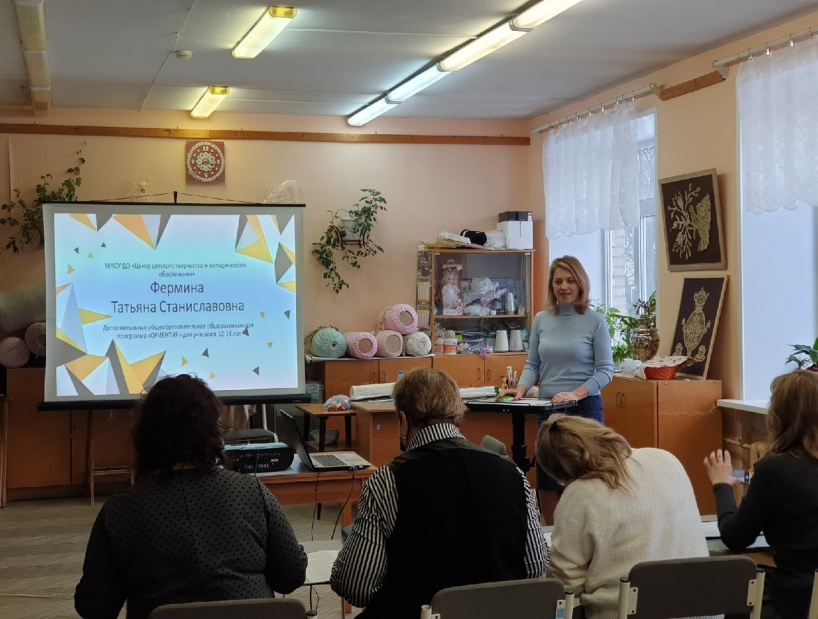 МАОУ ДО «Центр детского творчества и методического
обеспечения»
Фермина
Татьяна Станиславовна
Дополнительная общеобразовательная общеразвивающая
программа «ОРИЕНТИР» для учащихся 12-14 лет